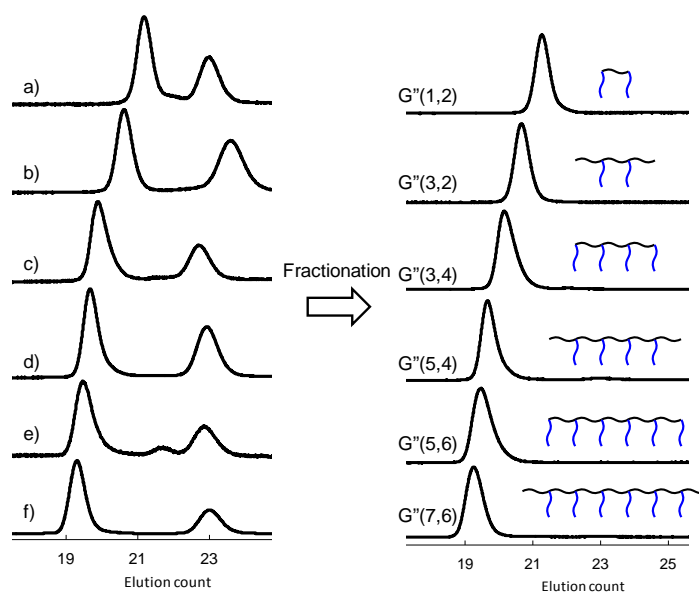 a)
b)
c)
d)
e)
f)
19 21 23
Elution count
Fractionation
G”(1,2)
G”(3,2)
G”(3,4)
G”(5,4)
G”(5,6)
G”(7,6)
19 21 23 25
Elution count